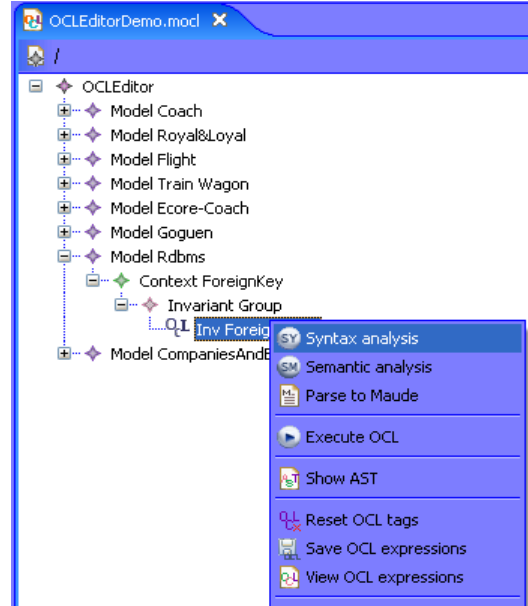 OCLEditorDemo.mocl
/
OCLEditor
Model Coach
Model Royal&Loyal
Model Flight
Model Train Wagon
Model Ecore-Coach
Model Goguen
Model Rdbms
Context ForeignKey
Invariant Group
Inv Foreig
Model CompaniesAndE
Syntax analysis
Semantic analysis
Parse to Maude
Execute OCL
Show AST
Reset OCL tags
Save OCL expressions
View OCL expressions